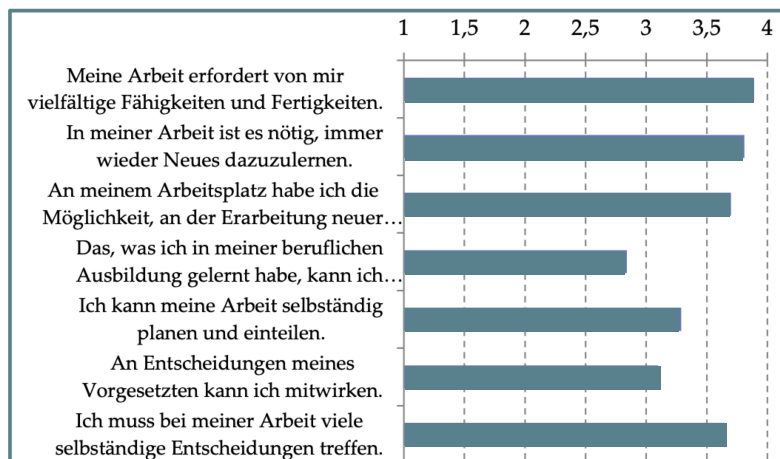 1 1,5 2 2,5 3 3,5 4
Meine Arbeit erfordert von mir
vielfältige Fähigkeiten und Fertigkeiten.
In meiner Arbeit ist es nötig, immer
wieder Neues dazuzulernen.
An meinem Arbeitsplatz habe ich die
Möglichkeit, an der Erarbeitung neuer…
Das, was ich in meiner beruflichen
Ausbildung gelernt habe, kann ich…
Ich kann meine Arbeit selbständig
planen und einteilen.
An Entscheidungen meines
Vorgesetzten kann ich mitwirken.
Ich muss bei meiner Arbeit viele
selbständige Entscheidungen treffen.